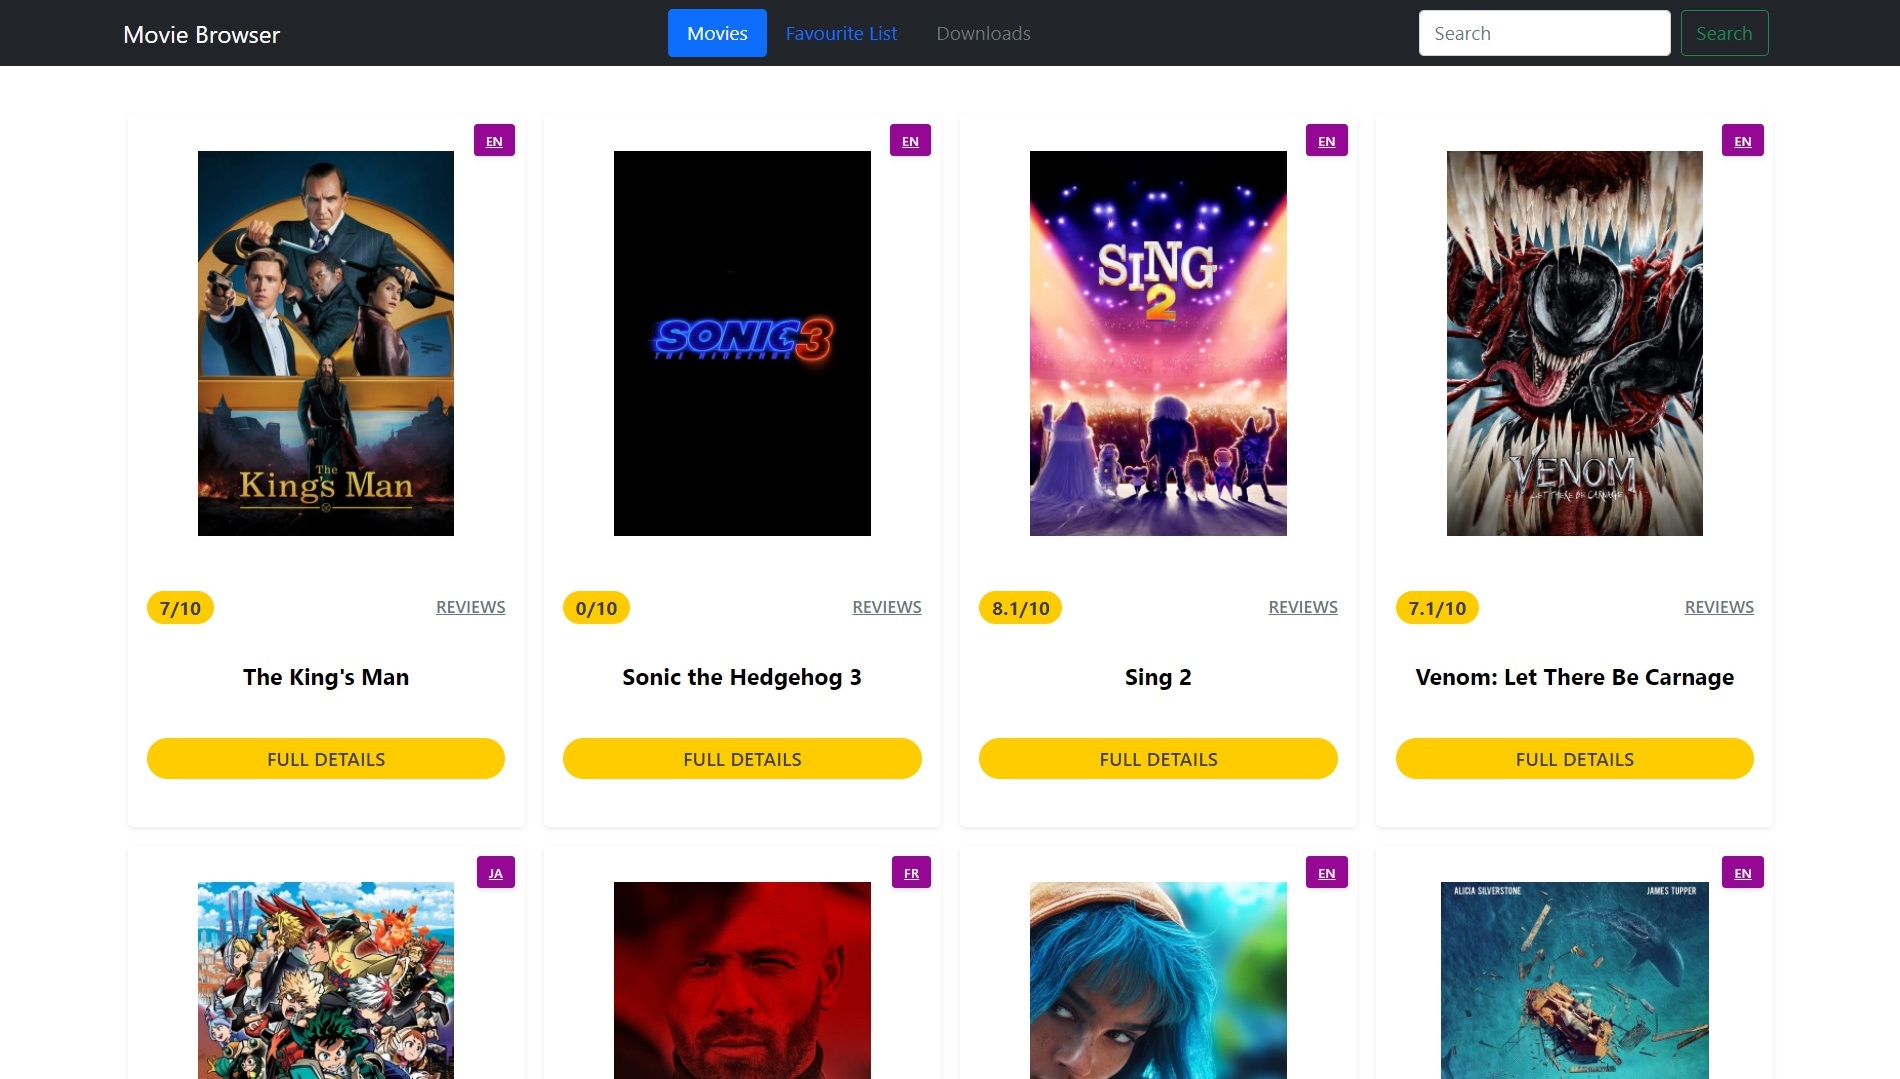 Movie Browser
Movies
Favourite List
Downloads
Search
Search
EN
EN
EN
EN
The
King's Man
SONIC 3
THE HEDGEHOG
SING
2
VENOM
LET THERE BE CARNAGE
7/10
REVIEWS
0/10
REVIEWS
8.1/10
REVIEWS
7.1/10
REVIEWS
The King's Man
Sonic the Hedgehog 3
Sing 2
Venom: Let There Be Carnage
FULL DETAILS
FULL DETAILS
FULL DETAILS
FULL DETAILS
JA
FR
EN
EN
ALICIA SILVERSTONE
JAMES TUPPER